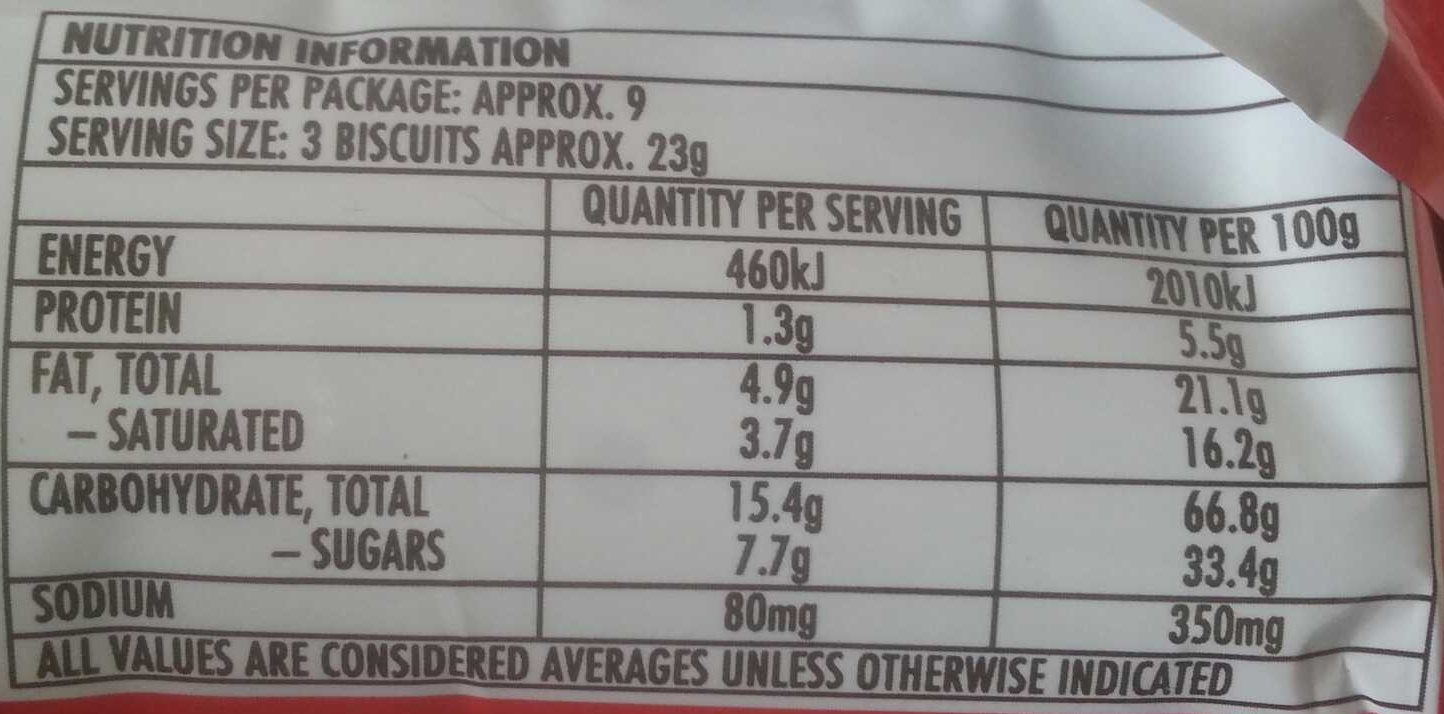 NUTRITION INFORMATION
SERVINGS PER PACKAGE: APPROX. 9
SERVING SIZE: 3 BISCUITS APPROX. 23g
QUANTITY PER SERVING QUANTITY PER 100g
ENERGY 460kJ 2010kJ
PROTEIN 1.3g 5.5g
FAT, TOTAL 4.9g 21.1g
– SATURATED 3.7g 16.2g
CARBOHYDRATE, TOTAL 15.4g 66.8g
– SUGARS 7.7g 33.4g
SODIUM 80mg 350mg
ALL VALUES ARE CONSIDERED AVERAGES UNLESS OTHERWISE INDICATED